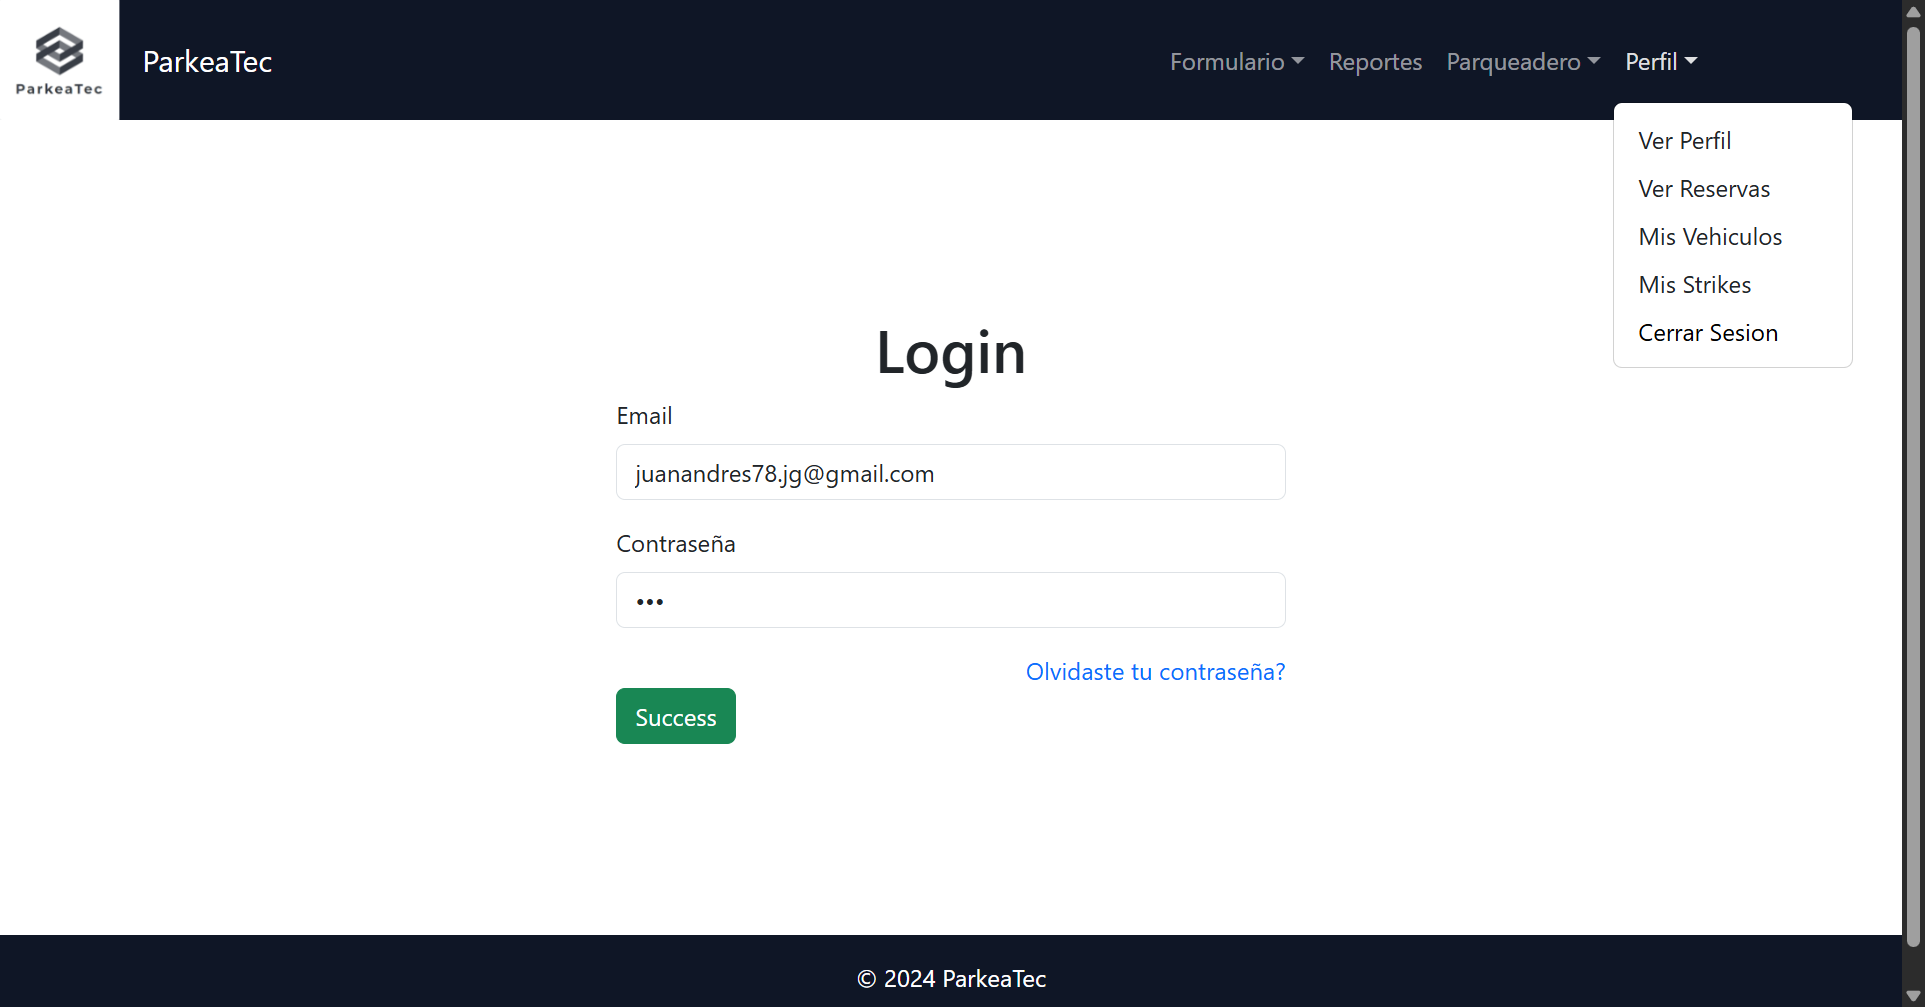 ParkeaTec
ParkeaTec
Formulario Reportes Parqueadero Perfil
Ver Perfil
Ver Reservas
Mis Vehiculos
Mis Strikes
Cerrar Sesion
Login
Email
juanandres78.jg@gmail.com
Contraseña
•••
Olvidaste tu contraseña?
Success
© 2024 ParkeaTec